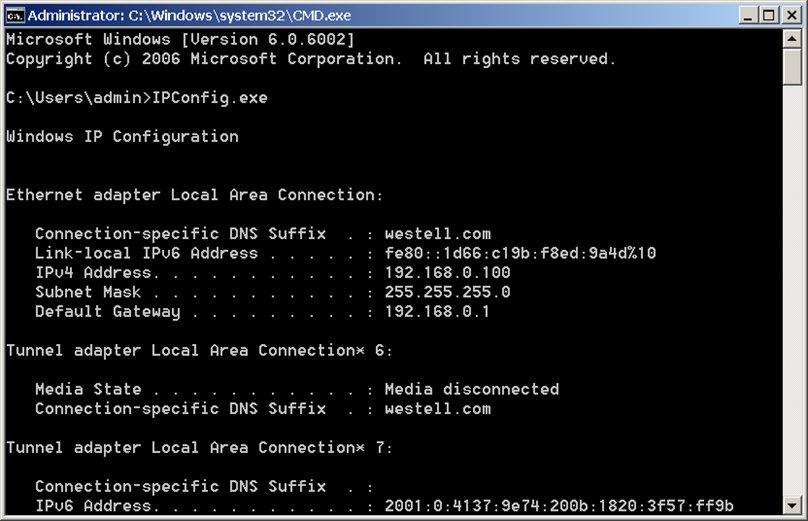 Administrator: C:\Windows\system32\CMD.exe
Microsoft Windows [Version 6.0.6002]
Copyright (c) 2006 Microsoft Corporation.  All rights reserved.
C:\Users\admin>IPConfig.exe
Windows IP Configuration
Ethernet adapter Local Area Connection:
   Connection-specific DNS Suffix  . : westell.com
   Link-local IPv6 Address . . . . . : fe80::1d66:c19b:f8ed:9a4d%10
   IPv4 Address. . . . . . . . . . . : 192.168.0.100
   Subnet Mask . . . . . . . . . . . : 255.255.255.0
   Default Gateway . . . . . . . . . : 192.168.0.1
Tunnel adapter Local Area Connection* 6:
   Media State . . . . . . . . . . . : Media disconnected
   Connection-specific DNS Suffix  . : westell.com
Tunnel adapter Local Area Connection* 7:
   Connection-specific DNS Suffix  . :
   IPv6 Address. . . . . . . . . . . : 2001:0:4137:9e74:200b:1820:3f57:ff9b